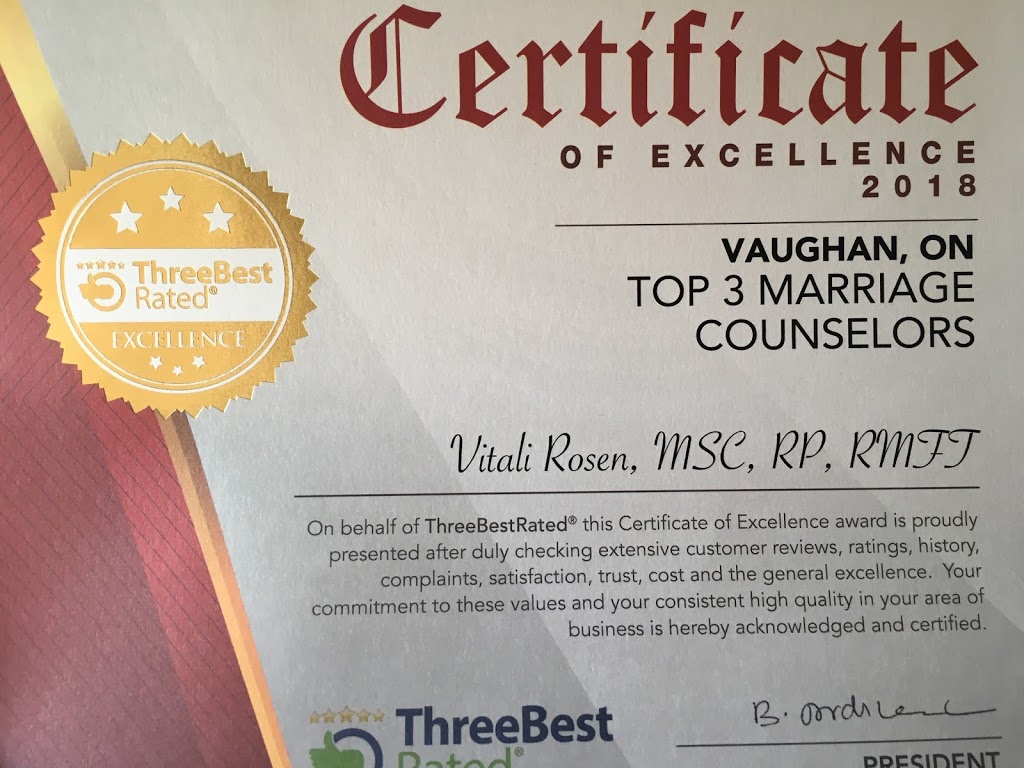 Certificate
OF EXCELLENCE
2018
VAUGHAN, ON
TOP 3 MARRIAGE
COUNSELORS
ThreeBest
Rated®
EXCELLENCE
Vitali Rosen, MSC, RP, RMFT
On behalf of ThreeBestRated® this Certificate of Excellence award is proudly
presented after duly checking extensive customer reviews, ratings, history,
complaints, satisfaction, trust, cost and the general excellence. Your
commitment to these values and your consistent high quality in your area of
business is hereby acknowledged and certified.
ThreeBest
Rated®
PRESIDENT